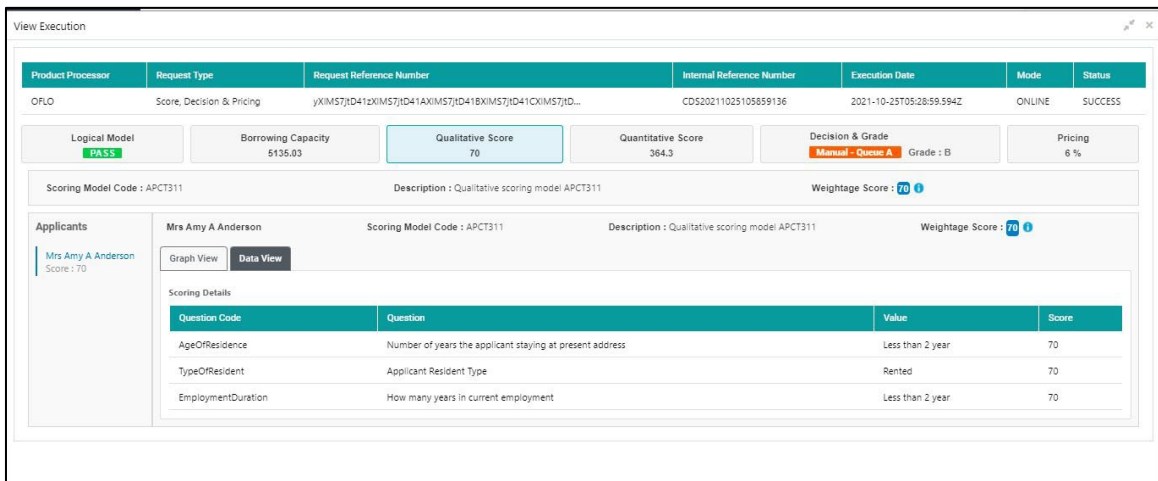 View Execution
Product Processor Request Type Request Reference Number Internal Reference Number Execution Date Mode Status
OFLO Score, Decision & Pricing yXIMS7JtD41zXIMS7JtD41AXIMS7JtD41BXIMS7JtD41CXIMS7JtD... CDS20211025105859136 2021-10-25T05:28:59.594Z ONLINE SUCCESS
Logical Model Borrowing Capacity Qualitative Score Quantitative Score Decision & Grade Pricing
PASS 5135.03 70 364.3 Manual - Queue A Grade : B 6 %
Scoring Model Code : APCT311 Description : Qualitative scoring model APCT311 Weightage Score : 70
Applicants Mrs Amy A Anderson Scoring Model Code : APCT311 Description : Qualitative scoring model APCT311 Weightage Score : 70
Mrs Amy A Anderson
Score : 70
Graph View Data View
Scoring Details
Question Code Question Value Score
AgeOfResidence Number of years the applicant staying at present address Less than 2 year 70
TypeOfResident Applicant Resident Type Rented 70
EmploymentDuration How many years in current employment Less than 2 year 70